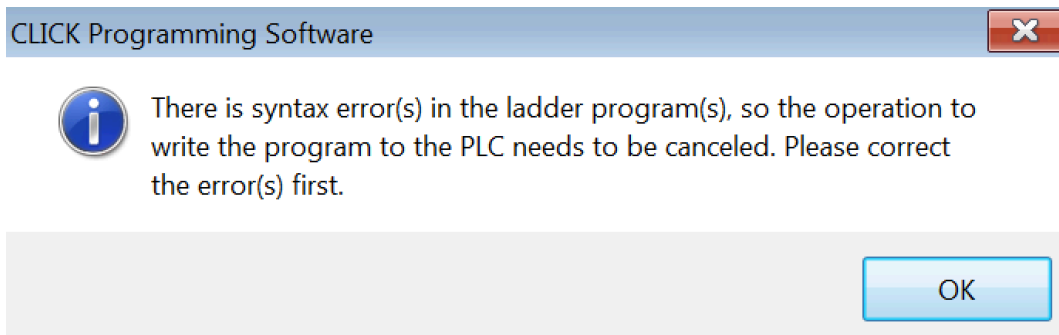 CLICK Programming Software
There is syntax error(s) in the ladder program(s), so the operation to
write the program to the PLC needs to be canceled. Please correct
the error(s) first.
OK